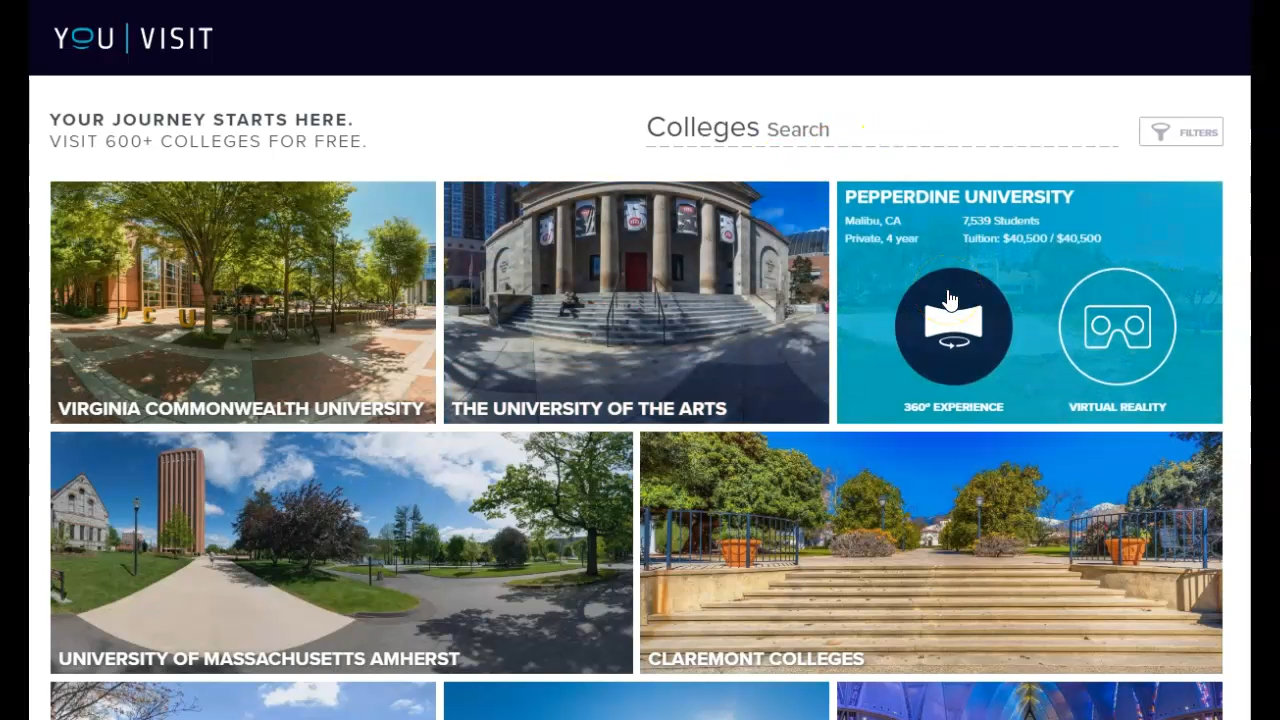 YOU | VISIT
YOUR JOURNEY STARTS HERE.
VISIT 600+ COLLEGES FOR FREE.
Colleges Search
FILTERS
VCU
VIRGINIA COMMONWEALTH UNIVERSITY
THE UNIVERSITY OF THE ARTS
PEPPERDINE UNIVERSITY
Malibu, CA 7,539 Students
Private, 4 year Tuition: $40,500 / $40,500
360° EXPERIENCE VIRTUAL REALITY
UNIVERSITY OF MASSACHUSETTS AMHERST
CLAREMONT COLLEGES